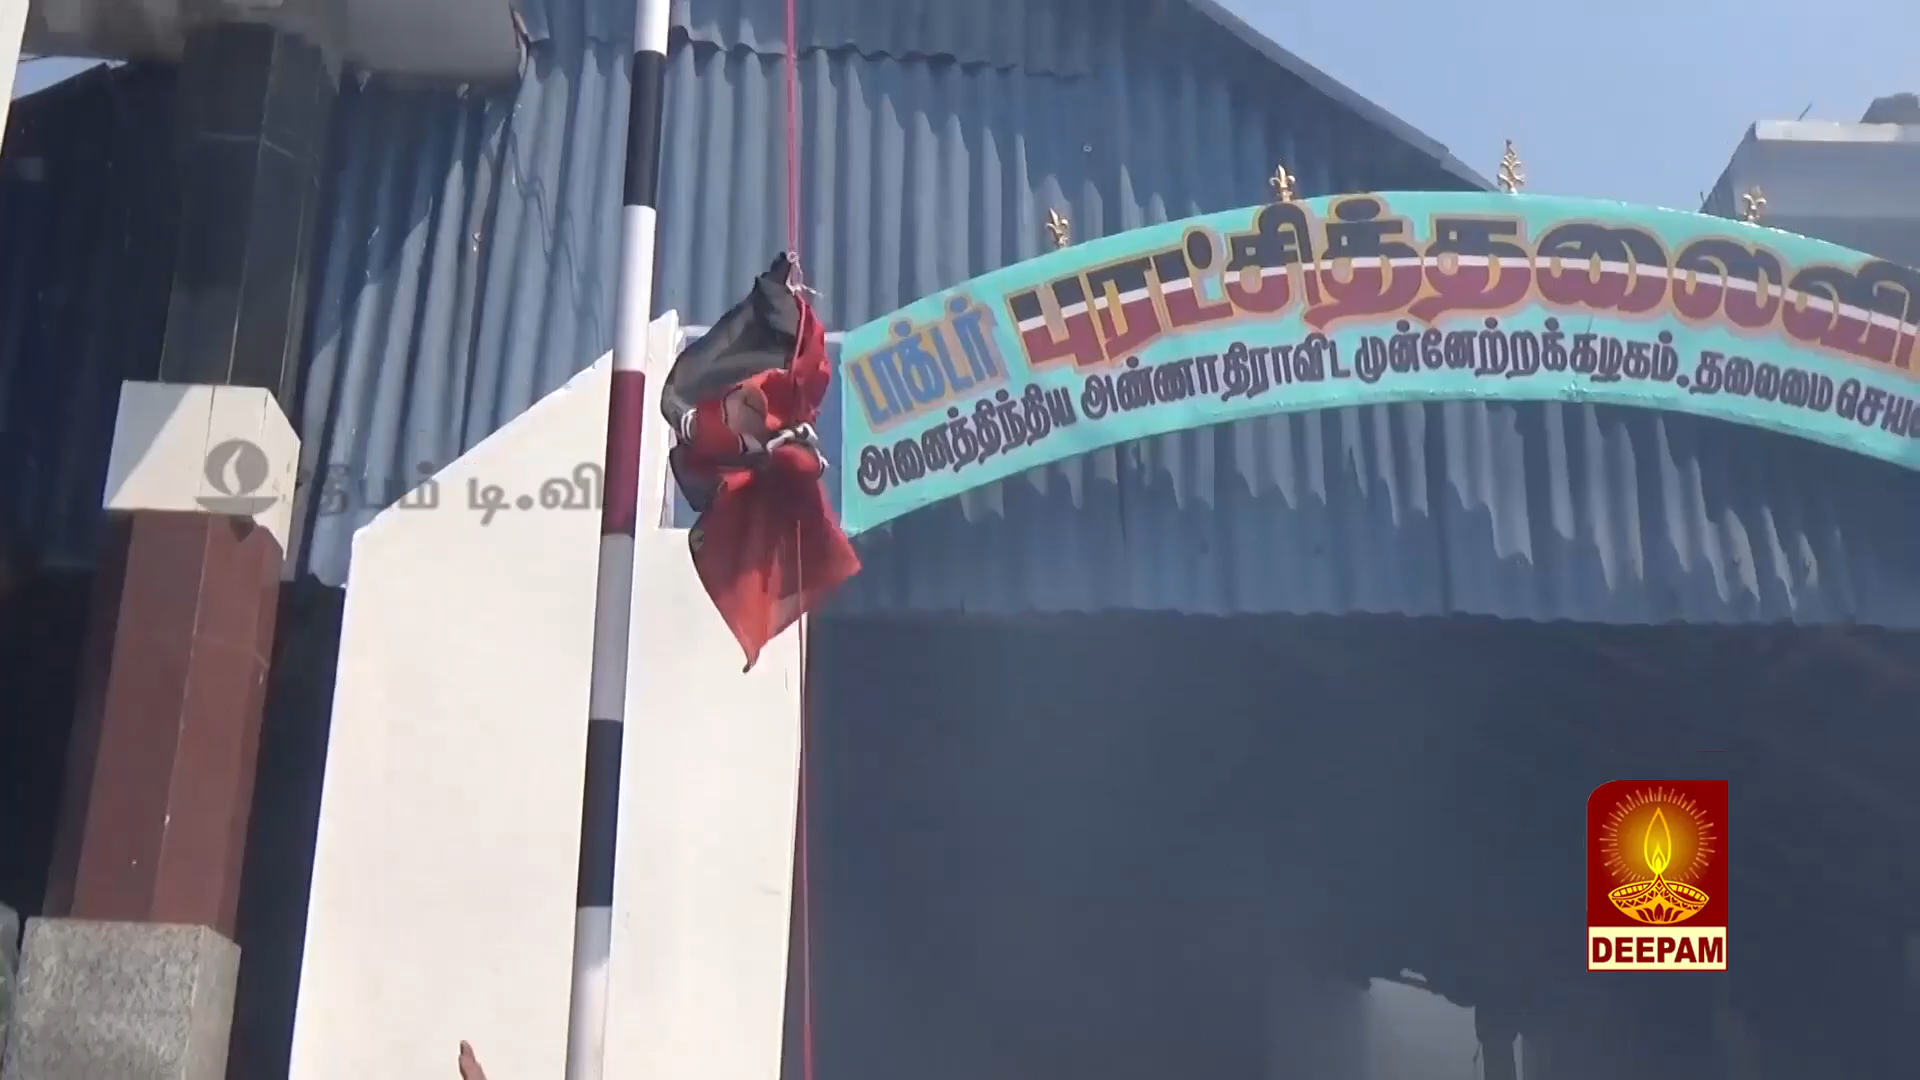 டாக்டர் புரட்சித்தலைவி
அனைத்திந்திய அண்ணாதிராவிட முன்னேற்றக்கழகம். தலைமை
தீபம் டி.வி
DEEPAM